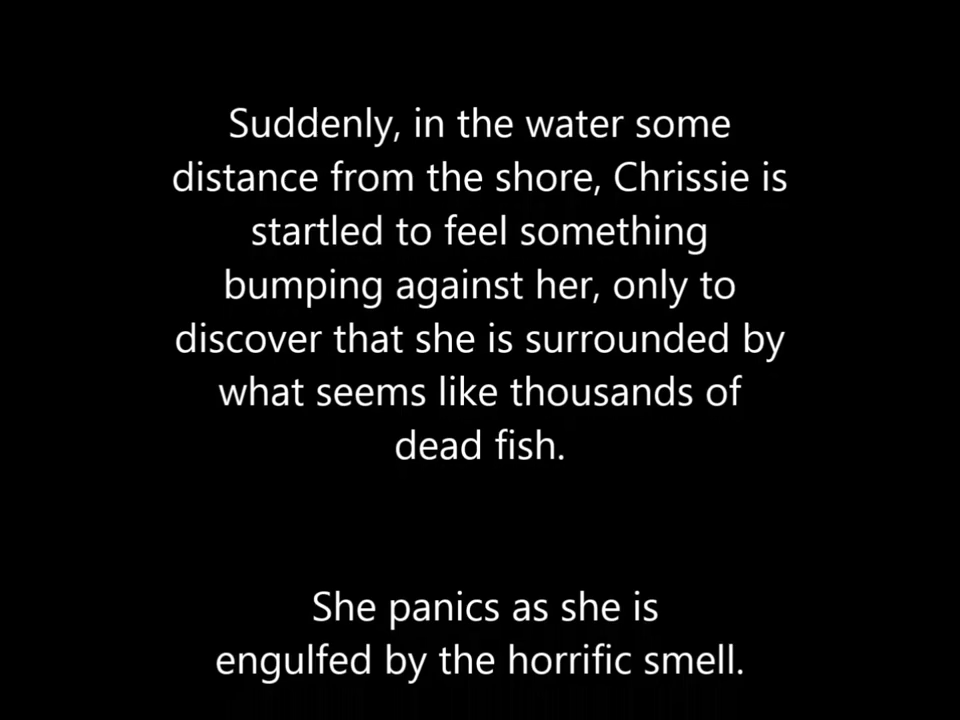 Suddenly, in the water some
distance from the shore, Chrissie is
startled to feel something
bumping against her, only to
discover that she is surrounded by
what seems like thousands of
dead fish.
She panics as she is
engulfed by the horrific smell.